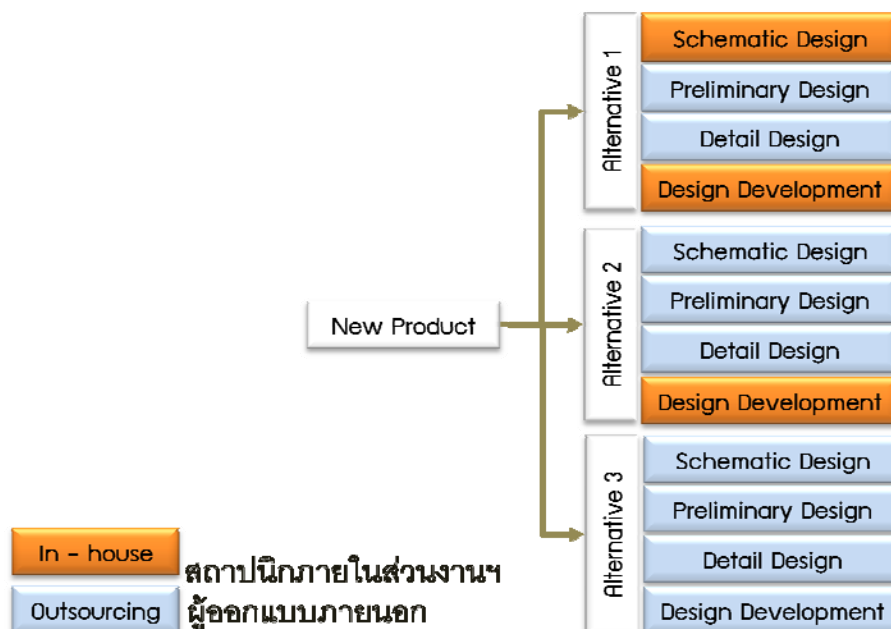 Alternative 1
Schematic Design
Preliminary Design
Detail Design
Design Development
New Product
Alternative 2
Schematic Design
Preliminary Design
Detail Design
Design Development
Alternative 3
Schematic Design
Preliminary Design
Detail Design
Design Development
In - house
สถาปนิกภายในส่วนงานฯ
Outsourcing
ผู้ออกแบบภายนอก